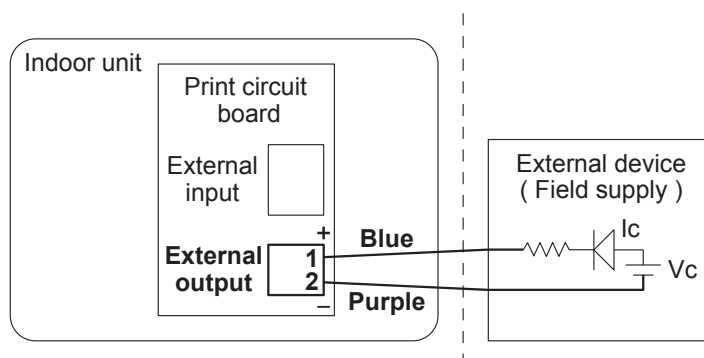 Indoor unit
Print circuit
board
External
input
+
External
output
1
2
−
Blue
Purple
External device
( Field supply )
Ic
Vc